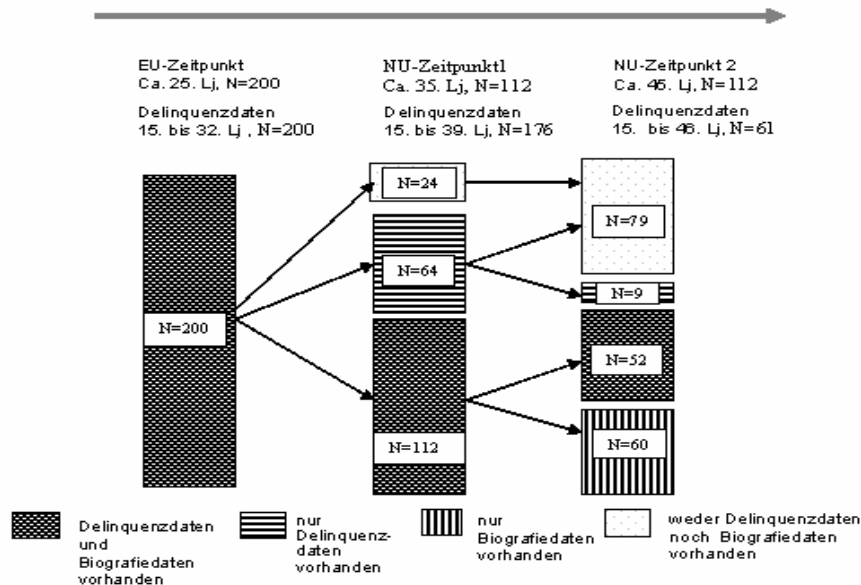 EU-Zeitpunkt
Ca. 25. Lj, N=200
Delinquenzdaten
15. bis 32. Lj , N=200
NU-Zeitpunkt1
Ca. 35. Lj, N=112
Delinquenzdaten
15. bis 39. Lj, N=176
NU-Zeitpunkt 2
Ca. 46. Lj, N=112
Delinquenzdaten
15. bis 46. Lj, N=61
N=200
N=24
N=64
N=112
N=79
N=9
N=52
N=60
Delinquenzdaten
und
Biografiedaten
vorhanden
nur
Delinquenz-
daten
vorhanden
nur
Biografiedaten
vorhanden
weder Delinquenzdaten
noch Biografiedaten
vorhanden